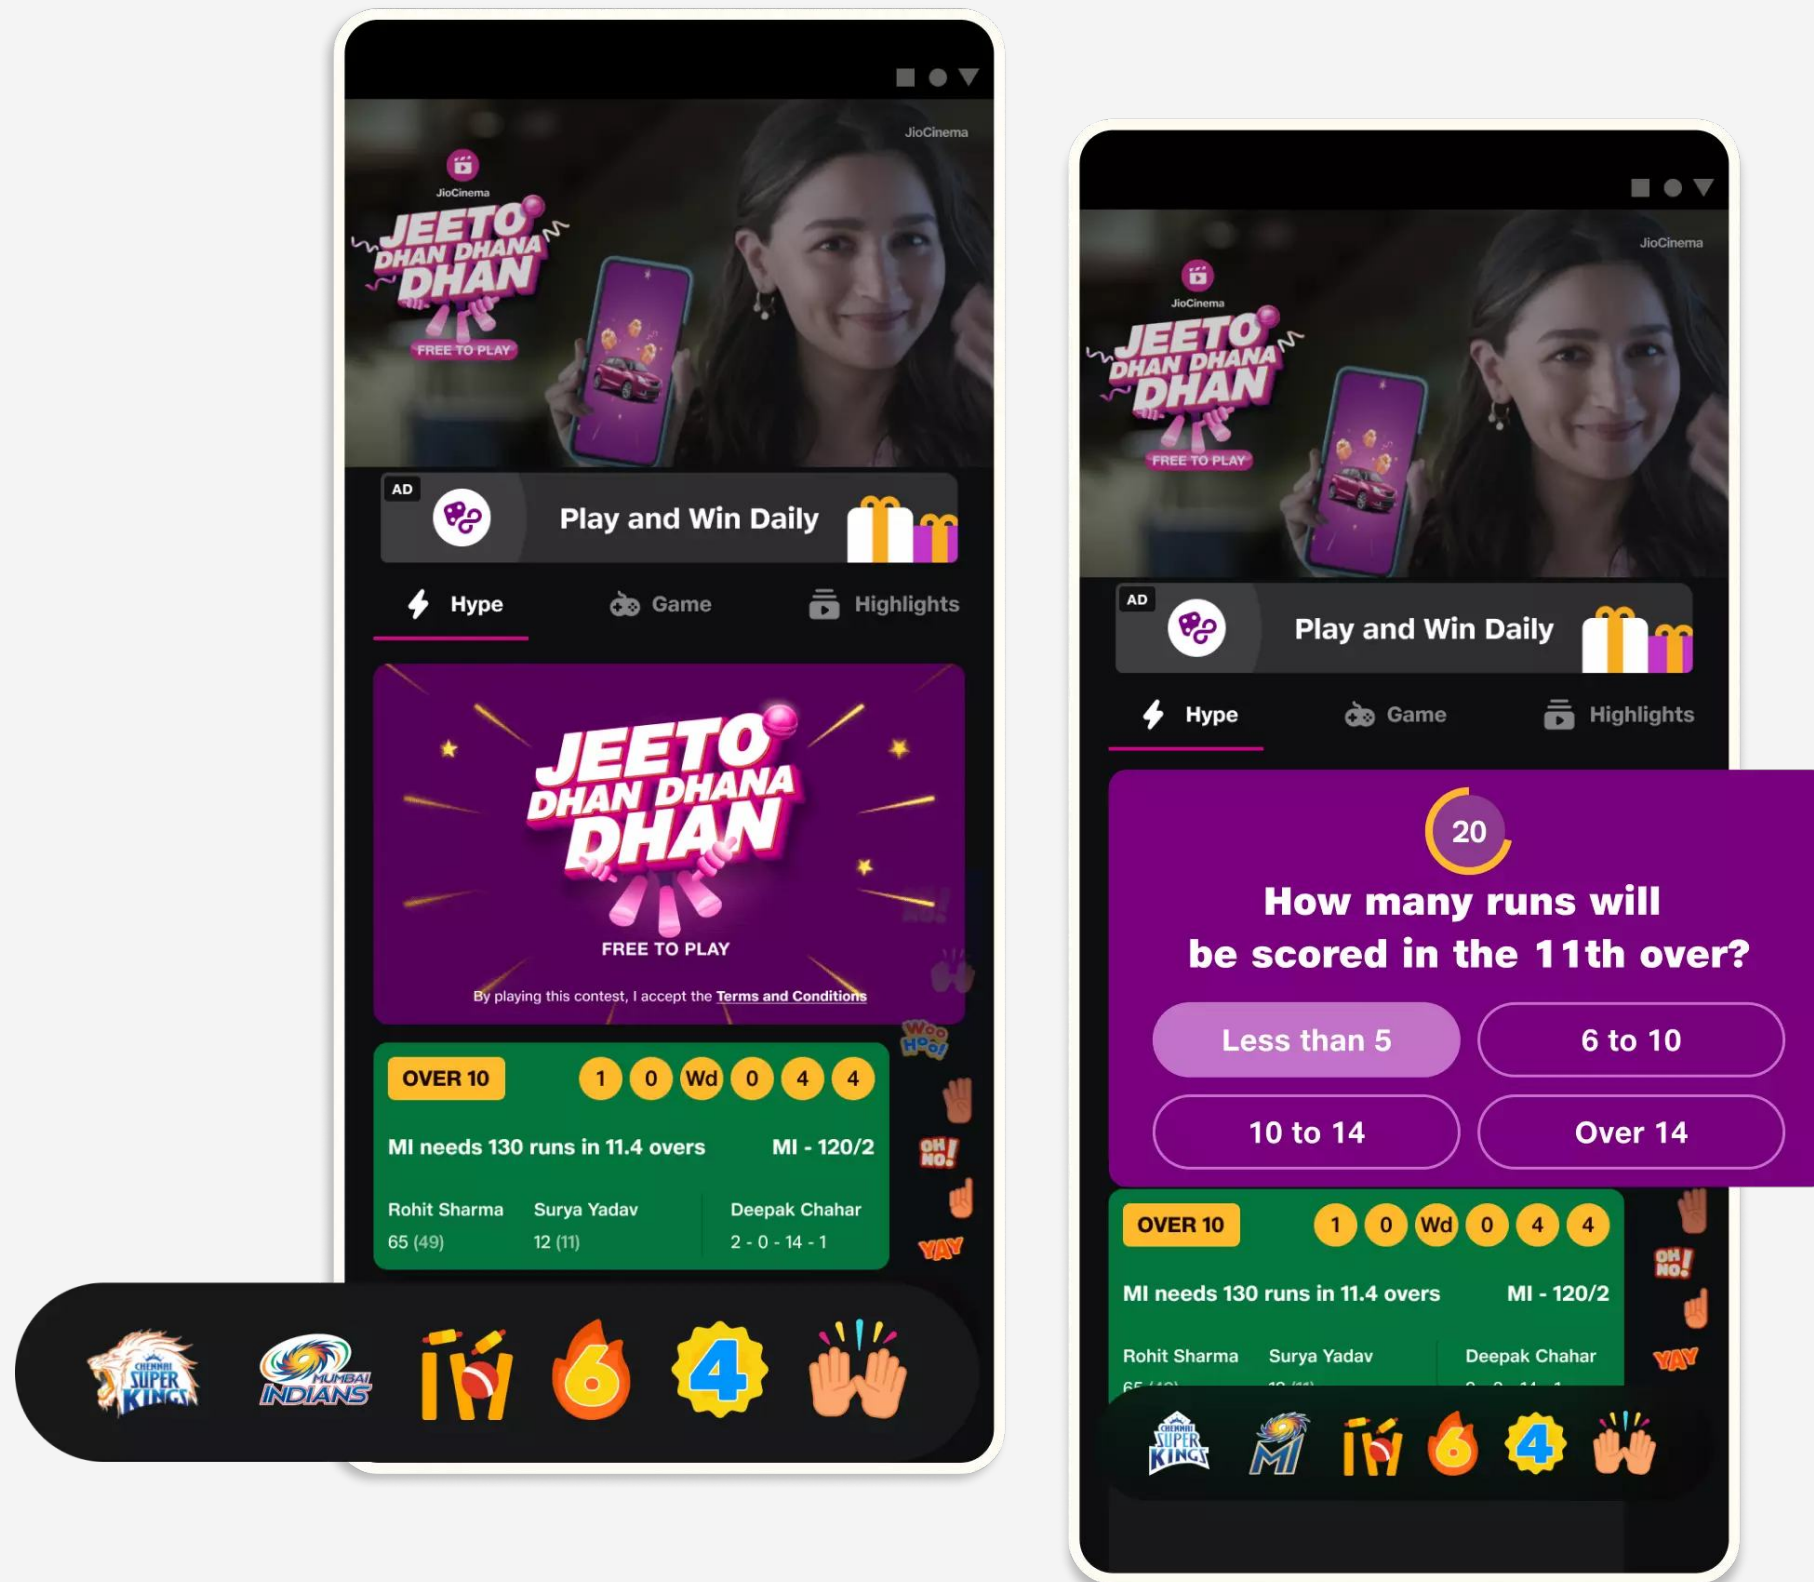 JioCinema
JioCinema
JEETO
DHAN DHANA
DHAN
FREE TO PLAY
AD
Play and Win Daily
Hype
Game
Highlights
JEETO
DHAN DHANA
DHAN
FREE TO PLAY
By playing this contest, I accept the Terms and Conditions
WOO HOO!
OVER 10
1 0 Wd 0 4 4
MI needs 130 runs in 11.4 overs
MI - 120/2
OH NO!
Rohit Sharma
Surya Yadav
Deepak Chahar
65 (49)
12 (11)
2 - 0 - 14 - 1
YAY
CHENNAI
SUPER
KINGS
MUMBAI
INDIANS
6
4
JioCinema
JioCinema
JEETO
DHAN DHANA
DHAN
FREE TO PLAY
AD
Play and Win Daily
Hype
Game
Highlights
20
How many runs will
be scored in the 11th over?
Less than 5
6 to 10
10 to 14
Over 14
OVER 10
1 0 Wd 0 4 4
OH NO!
MI needs 130 runs in 11.4 overs
MI - 120/2
Rohit Sharma
Surya Yadav
Deepak Chahar
YAY
CHENNAI
SUPER
KINGS
MI
6
4